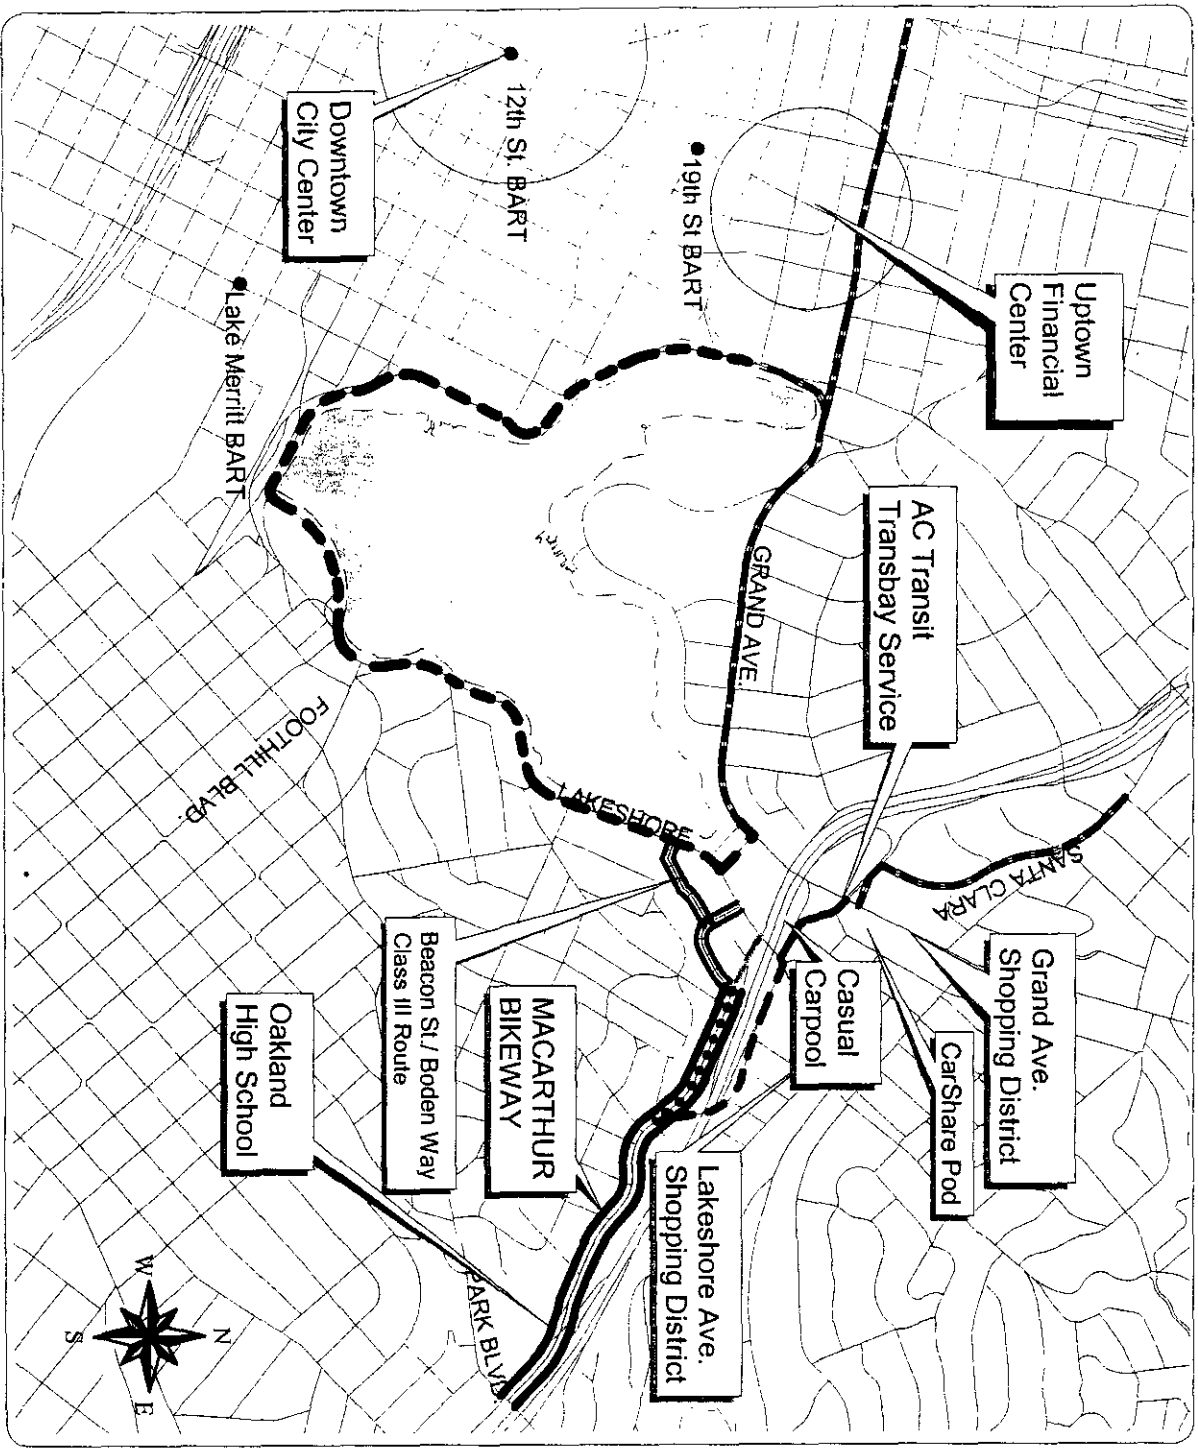 Uptown
Financial
Center
19th St BART
12th St. BART
Downtown
City Center
Lake Merritt BART
AC Transit
Transbay Service
GRAND AVE.
SANTA CLARA
LAKESHORE
FOOTHILL BLVD.
Grand Ave.
Shopping District
CarShare Pod
Casual
Carpool
Lakeshore Ave.
Shopping District
MACARTHUR
BIKEWAY
Beacon St./ Boden Way
Class III Route
Oakland
High School
PARK BLVD
N
W
E
S